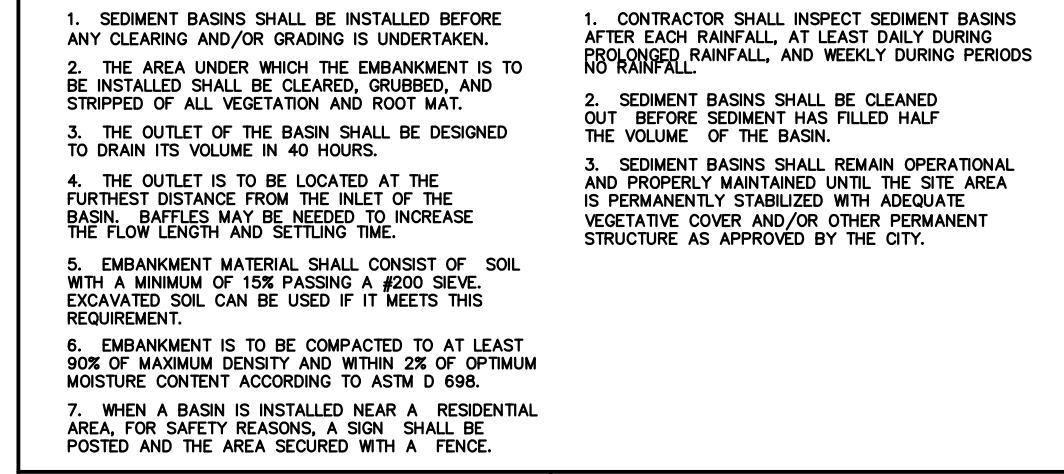 1. SEDIMENT BASINS SHALL BE INSTALLED BEFORE
ANY CLEARING AND/OR GRADING IS UNDERTAKEN.
2. THE AREA UNDER WHICH THE EMBANKMENT IS TO
BE INSTALLED SHALL BE CLEARED, GRUBBED, AND
STRIPPED OF ALL VEGETATION AND ROOT MAT.
3. THE OUTLET OF THE BASIN SHALL BE DESIGNED
TO DRAIN ITS VOLUME IN 40 HOURS.
4. THE OUTLET IS TO BE LOCATED AT THE
FURTHEST DISTANCE FROM THE INLET OF THE
BASIN. BAFFLES MAY BE NEEDED TO INCREASE
THE FLOW LENGTH AND SETTLING TIME.
5. EMBANKMENT MATERIAL SHALL CONSIST OF SOIL
WITH A MINIMUM OF 15% PASSING A #200 SIEVE.
EXCAVATED SOIL CAN BE USED IF IT MEETS THIS
REQUIREMENT.
6. EMBANKMENT IS TO BE COMPACTED TO AT LEAST
90% OF MAXIMUM DENSITY AND WITHIN 2% OF OPTIMUM
MOISTURE CONTENT ACCORDING TO ASTM D 698.
7. WHEN A BASIN IS INSTALLED NEAR A RESIDENTIAL
AREA, FOR SAFETY REASONS, A SIGN SHALL BE
POSTED AND THE AREA SECURED WITH A FENCE.
1. CONTRACTOR SHALL INSPECT SEDIMENT BASINS
AFTER EACH RAINFALL, AT LEAST DAILY DURING
PROLONGED RAINFALL, AND WEEKLY DURING PERIODS
NO RAINFALL.
2. SEDIMENT BASINS SHALL BE CLEANED
OUT BEFORE SEDIMENT HAS FILLED HALF
THE VOLUME OF THE BASIN.
3. SEDIMENT BASINS SHALL REMAIN OPERATIONAL
AND PROPERLY MAINTAINED UNTIL THE SITE AREA
IS PERMANENTLY STABILIZED WITH ADEQUATE
VEGETATIVE COVER AND/OR OTHER PERMANENT
STRUCTURE AS APPROVED BY THE CITY.